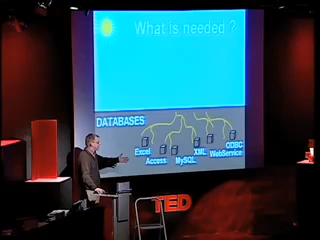 What is needed ?
DATABASES
Excel
Access
MySQL
XML
WebService
ODBC
TED